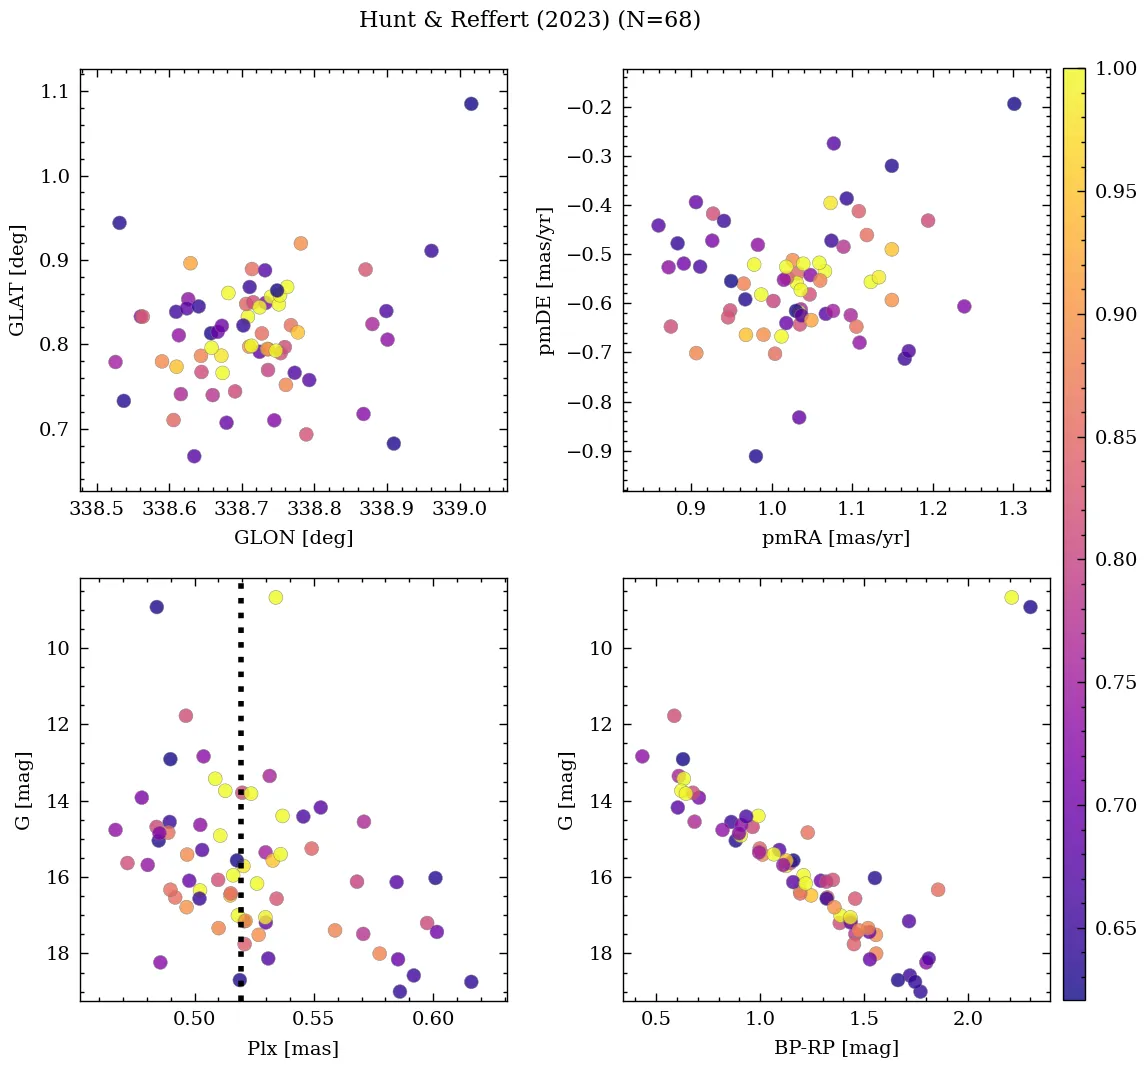 Hunt & Reffert (2023) (N=68)
1.1
1.0
0.9
0.8
0.7
GLAT [deg]
338.5 338.6 338.7 338.8 338.9 339.0
GLON [deg]
−0.2
−0.3
−0.4
−0.5
−0.6
−0.7
−0.8
−0.9
pmDE [mas/yr]
0.9 1.0 1.1 1.2 1.3
pmRA [mas/yr]
10
12
14
16
18
G [mag]
0.50 0.55 0.60
Plx [mas]
10
12
14
16
18
G [mag]
0.5 1.0 1.5 2.0
BP-RP [mag]
1.00
0.95
0.90
0.85
0.80
0.75
0.70
0.65